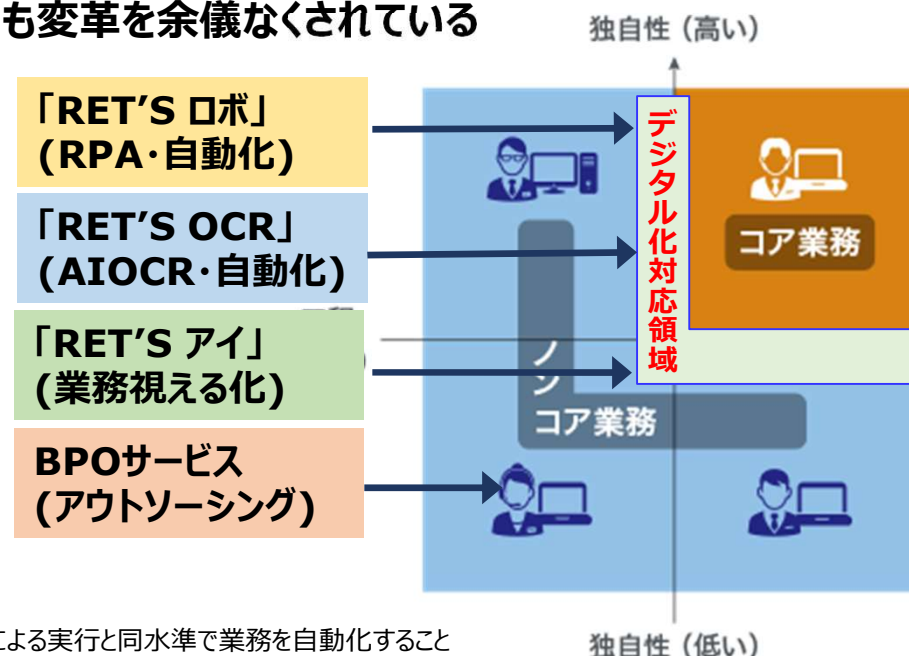 も変革を余儀なくされている
独自性（高い）
「RET’S ロボ」
(RPA・自動化)
「RET’S OCR」
(AIOCR・自動化)
「RET’S アイ」
(業務視える化)
BPOサービス
(アウトソーシング)
デジタル化対応領域
コア業務
ノン
コア業務
による実行と同水準で業務を自動化すること
独自性（低い）